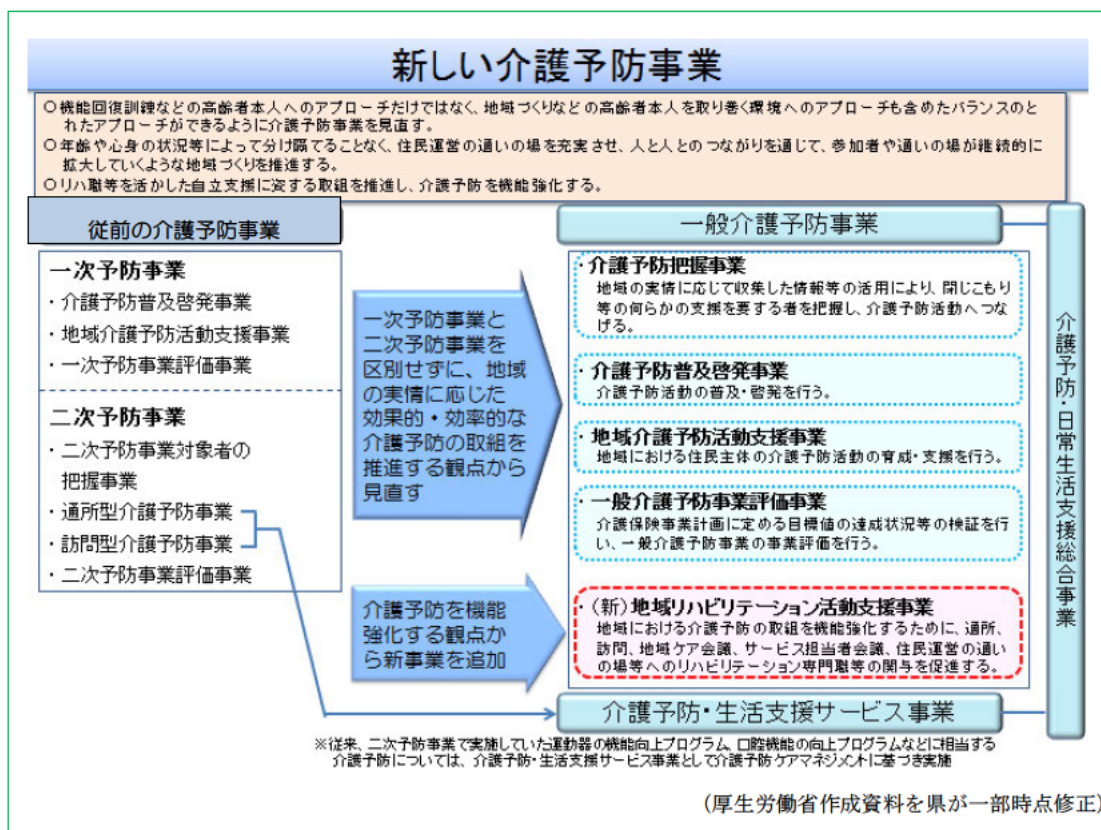 新しい介護予防事業
○機能回復訓練などの高齢者本人へのアプローチだけではなく、地域づくりなどの高齢者本人を取り巻く環境へのアプローチも含めたバランスのと
れたアプローチができるように介護予防事業を見直す。
○年齢や心身の状況等によって分け隔てることなく、住民運営の通いの場を充実させ、人と人とのつながりを通じて、参加者や通いの場が継続的に
拡大していくような地域づくりを推進する。
○リハ職等を活かした自立支援に資する取組を推進し、介護予防を機能強化する。
従前の介護予防事業
一次予防事業
・介護予防普及啓発事業
・地域介護予防活動支援事業
・一次予防事業評価事業
二次予防事業
・二次予防事業対象者の
把握事業
・通所型介護予防事業
・訪問型介護予防事業
・二次予防事業評価事業
一次予防事業と
二次予防事業を
区別せずに、地域
の実情に応じた
効果的・効率的な
介護予防の取組を
推進する観点から
見直す
介護予防を機能
強化する観点か
ら新事業を追加
一般介護予防事業
・介護予防把握事業
地域の実情に応じて収集した情報等の活用により、閉じこもり
等の何らかの支援を要する者を把握し、介護予防活動へつな
げる。
・介護予防普及啓発事業
介護予防活動の普及・啓発を行う。
・地域介護予防活動支援事業
地域における住民主体の介護予防活動の育成・支援を行う。
・一般介護予防事業評価事業
介護保険事業計画に定める目標値の達成状況等の検証を行
い、一般介護予防事業の事業評価を行う。
・(新)地域リハビリテーション活動支援事業
地域における介護予防の取組を機能強化するために、通所、
訪問、地域ケア会議、サービス担当者会議、住民運営の通い
の場等へのリハビリテーション専門職等の関与を促進する。
介護予防・生活支援サービス事業
介護予防・日常生活支援総合事業
※従来、二次予防事業で実施していた運動器の機能向上プログラム、口腔機能の向上プログラムなどに相当する
介護予防については、介護予防・生活支援サービス事業として介護予防ケアマネジメントに基づき実施
(厚生労働省作成資料を県が一部時点修正)